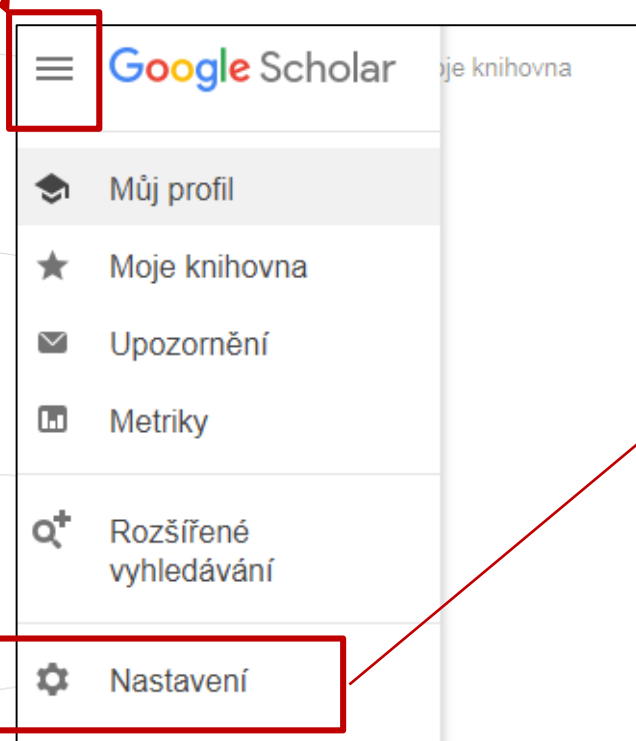 Google Scholar
je knihovna
Můj profil
Moje knihovna
Upozornění
Metriky
Rozšířené
vyhledávání
Nastavení